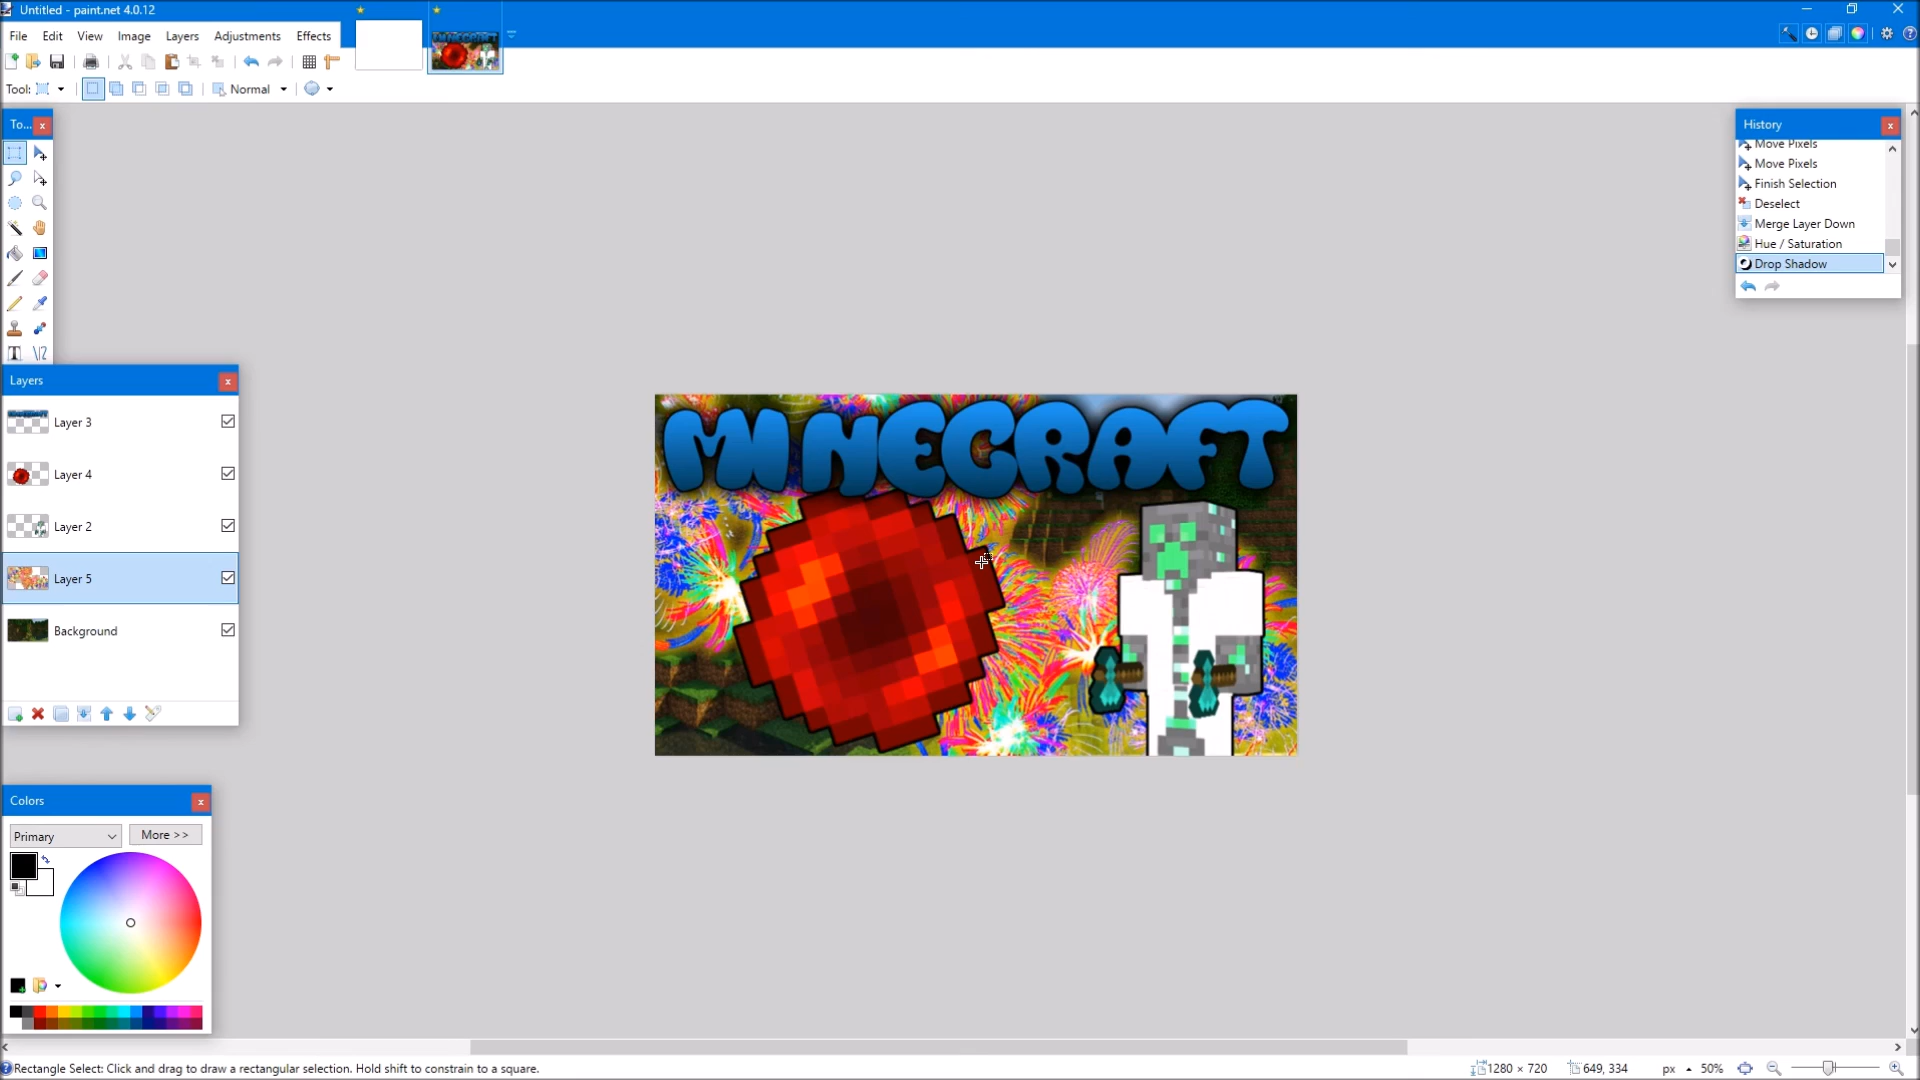 Untitled - paint.net 4.0.12
File Edit View Image Layers Adjustments Effects
Tool: Normal
To...
History
Move Pixels
Move Pixels
Finish Selection
Deselect
Merge Layer Down
Hue / Saturation
Drop Shadow
Layers
Layer 3
Layer 4
Layer 2
Layer 5
Background
MINECRAFT
Colors
Primary
More >>
Rectangle Select: Click and drag to draw a rectangular selection. Hold shift to constrain to a square.
1280 × 720
649, 334
px
50%